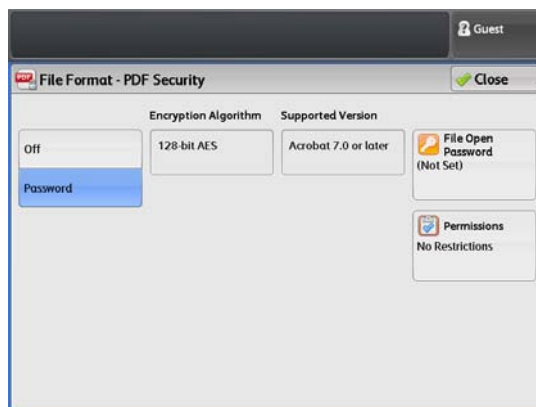 Guest
PDF File Format - PDF Security
Close
Encryption Algorithm
Supported Version
Off
Password
128-bit AES
Acrobat 7.0 or later
File Open
Password
(Not Set)
Permissions
No Restrictions